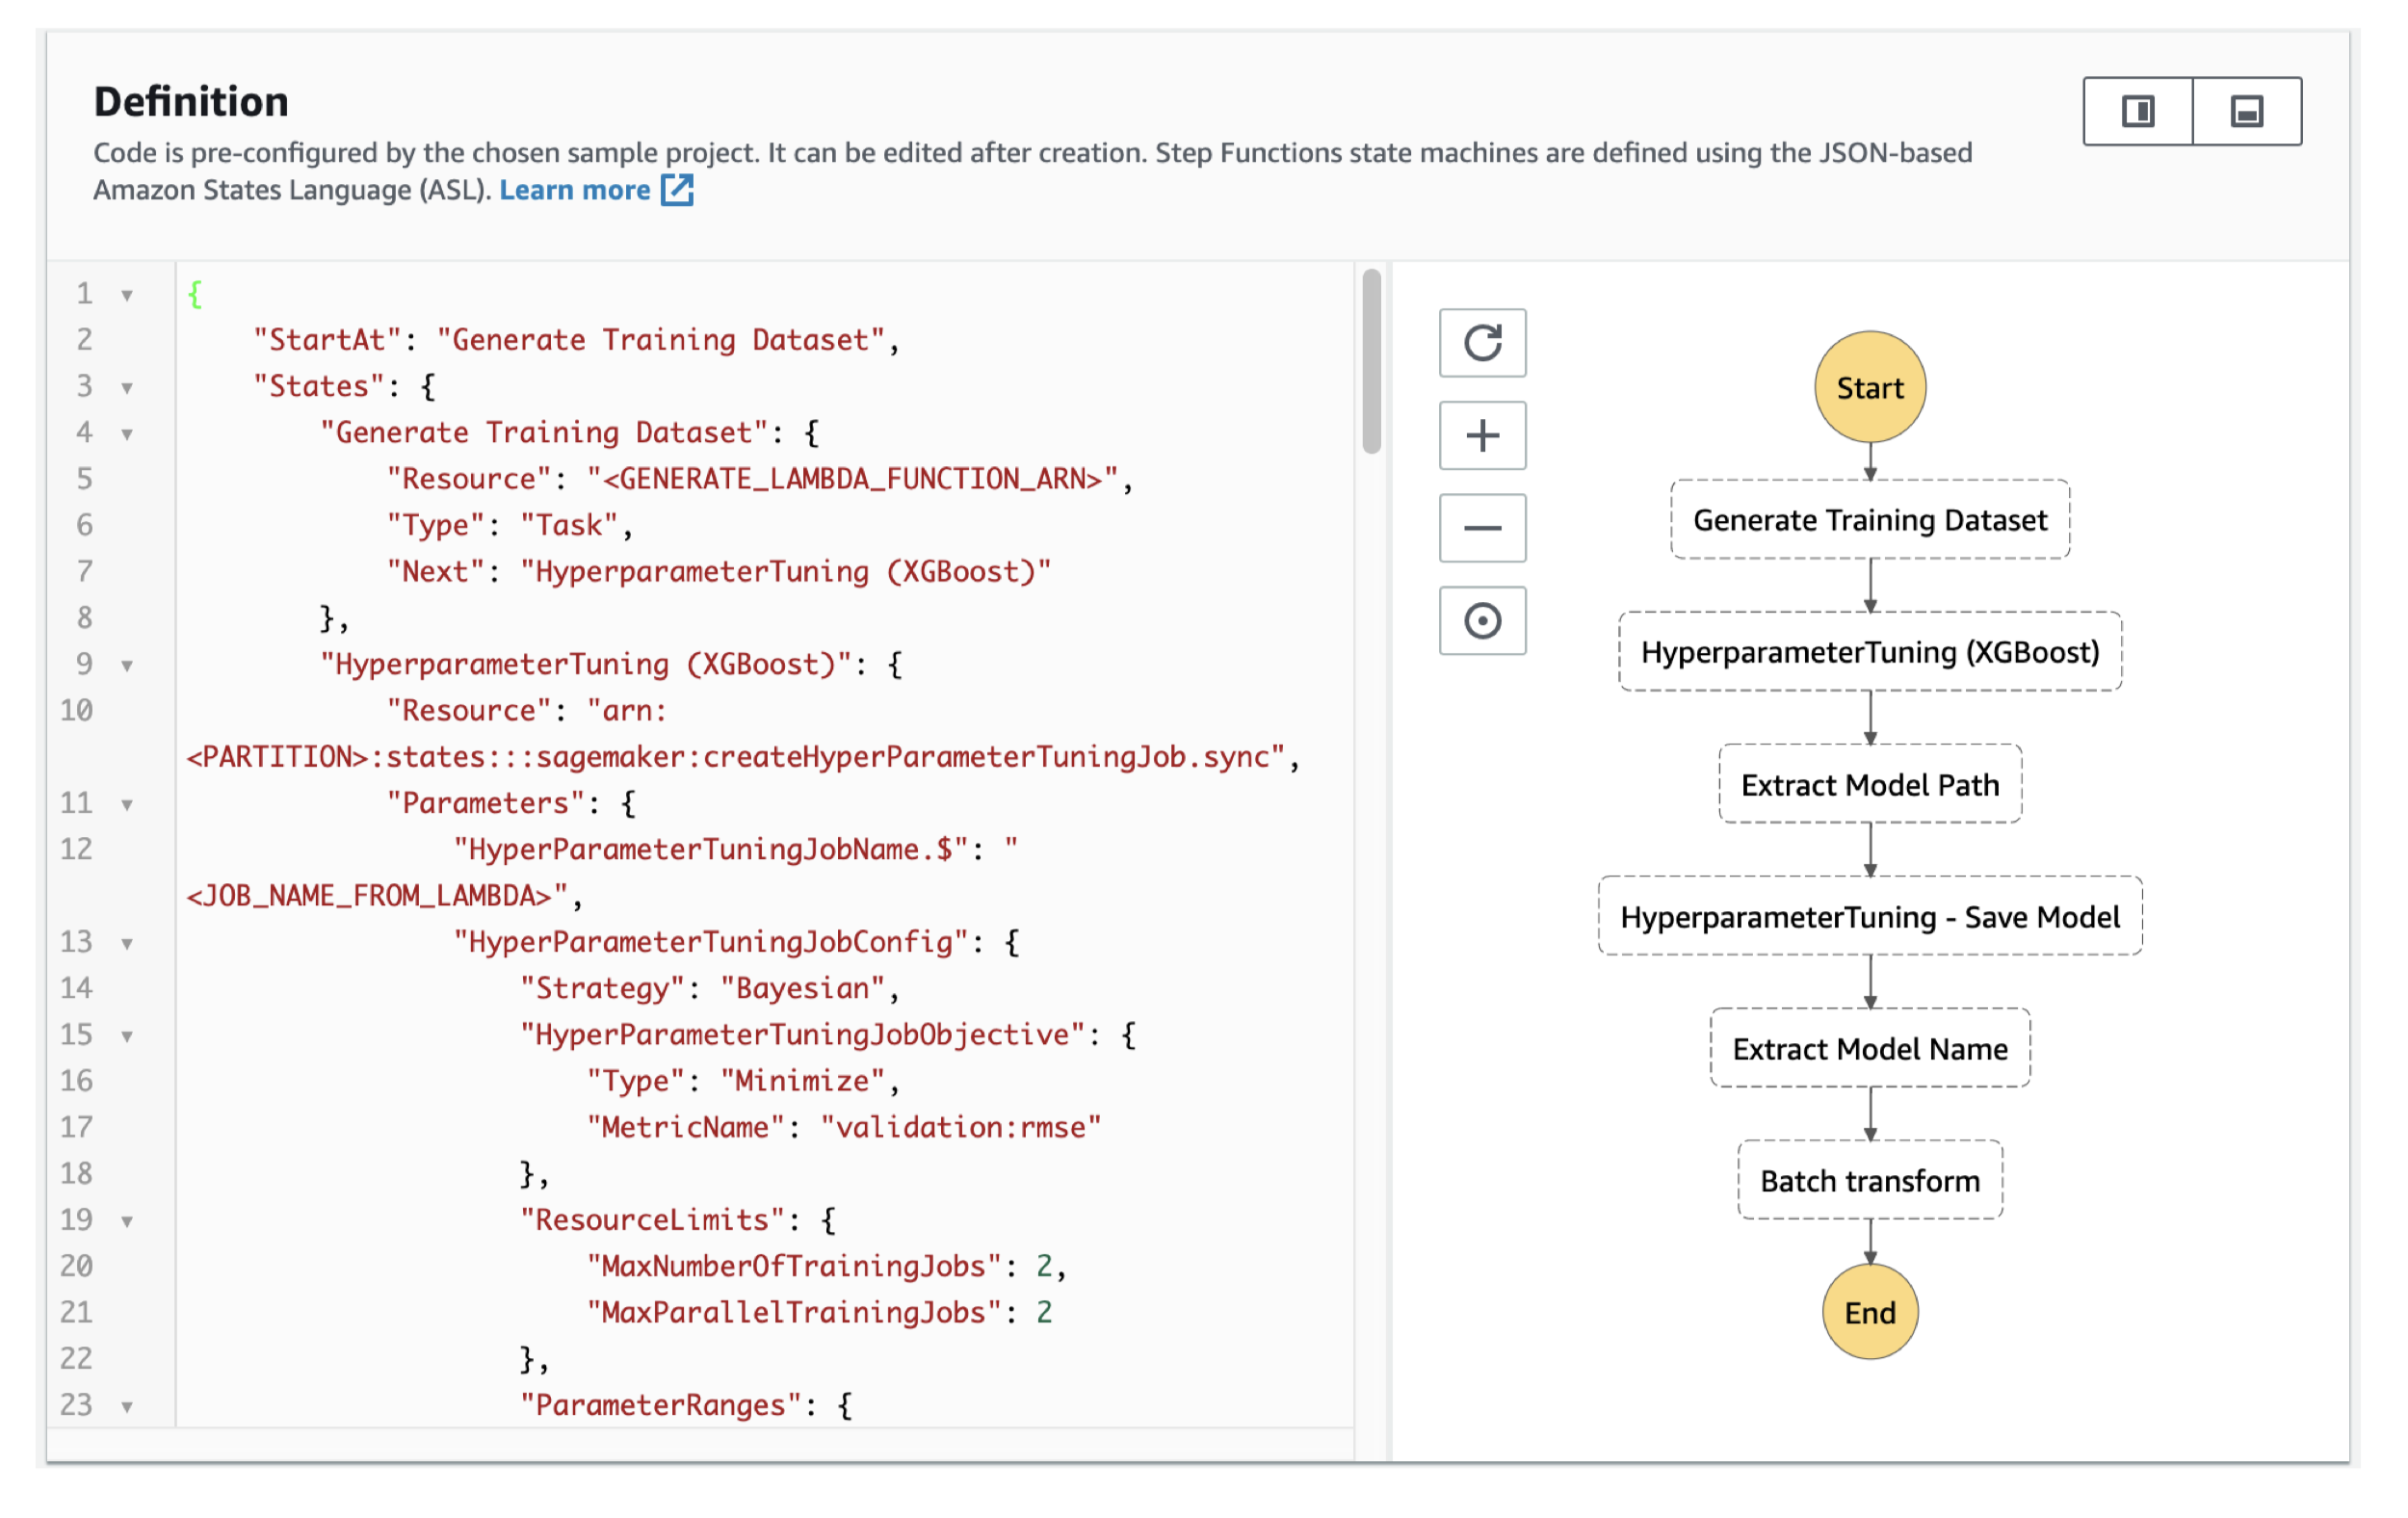 Definition
Code is pre-configured by the chosen sample project. It can be edited after creation. Step Functions state machines are defined using the JSON-based
Amazon States Language (ASL). Learn more
1 {
2 "StartAt": "Generate Training Dataset",
3 "States": {
4 "Generate Training Dataset": {
5 "Resource": "<GENERATE_LAMBDA_FUNCTION_ARN>",
6 "Type": "Task",
7 "Next": "HyperparameterTuning (XGBoost)"
8 },
9 "HyperparameterTuning (XGBoost)": {
10 "Resource": "arn:
<PARTITION>:states:::sagemaker:createHyperParameterTuningJob.sync",
11 "Parameters": {
12 "HyperParameterTuningJobName.$": "
<JOB_NAME_FROM_LAMBDA>",
13 "HyperParameterTuningJobConfig": {
14 "Strategy": "Bayesian",
15 "HyperParameterTuningJobObjective": {
16 "Type": "Minimize",
17 "MetricName": "validation:rmse"
18 },
19 "ResourceLimits": {
20 "MaxNumberOfTrainingJobs": 2,
21 "MaxParallelTrainingJobs": 2
22 },
23 "ParameterRanges": {
Start
Generate Training Dataset
HyperparameterTuning (XGBoost)
Extract Model Path
HyperparameterTuning - Save Model
Extract Model Name
Batch transform
End